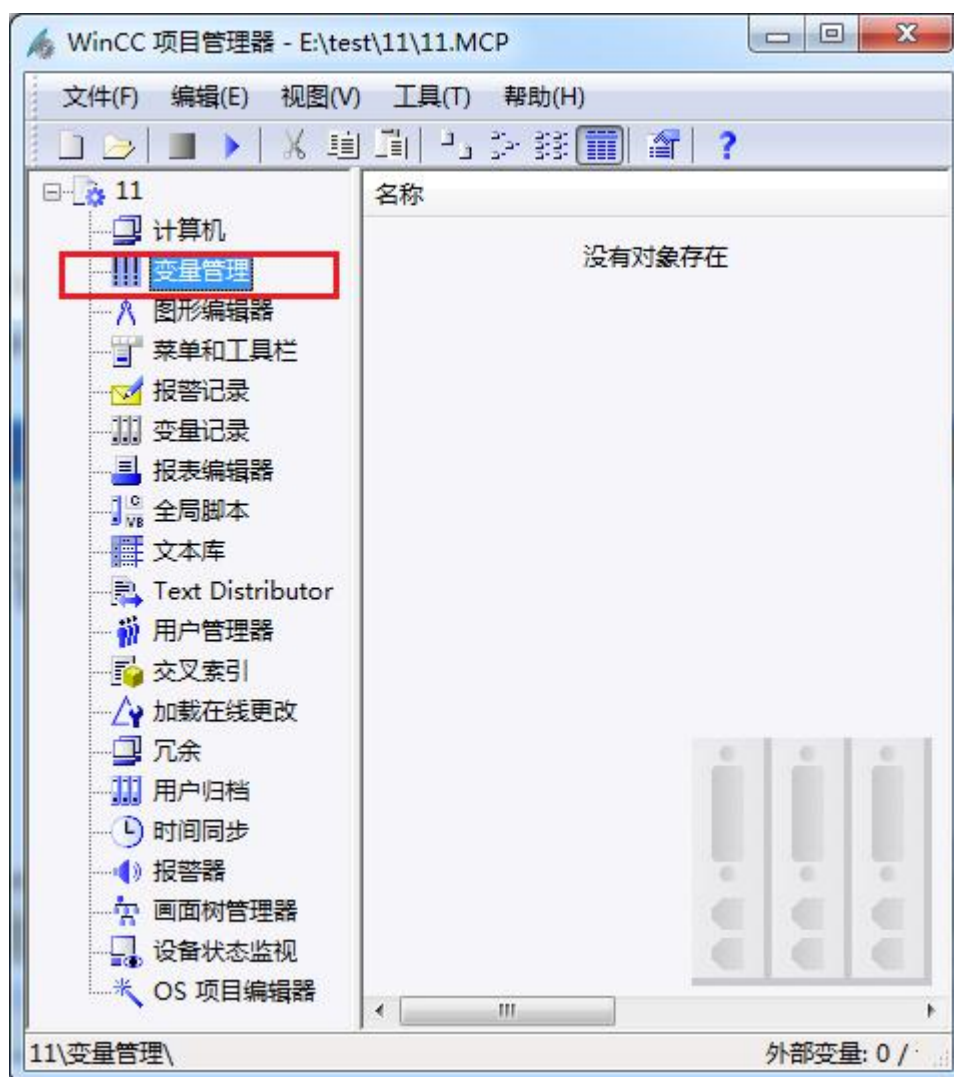 WinCC 项目管理器 - E:\test\11\11.MCP
文件(F) 编辑(E) 视图(V) 工具(T) 帮助(H)
11
名称
计算机
没有对象存在
变量管理
图形编辑器
菜单和工具栏
报警记录
变量记录
报表编辑器
全局脚本
文本库
Text Distributor
用户管理器
交叉索引
加载在线更改
冗余
用户归档
时间同步
报警器
画面树管理器
设备状态监视
OS 项目编辑器
11\变量管理\ 外部变量: 0 /